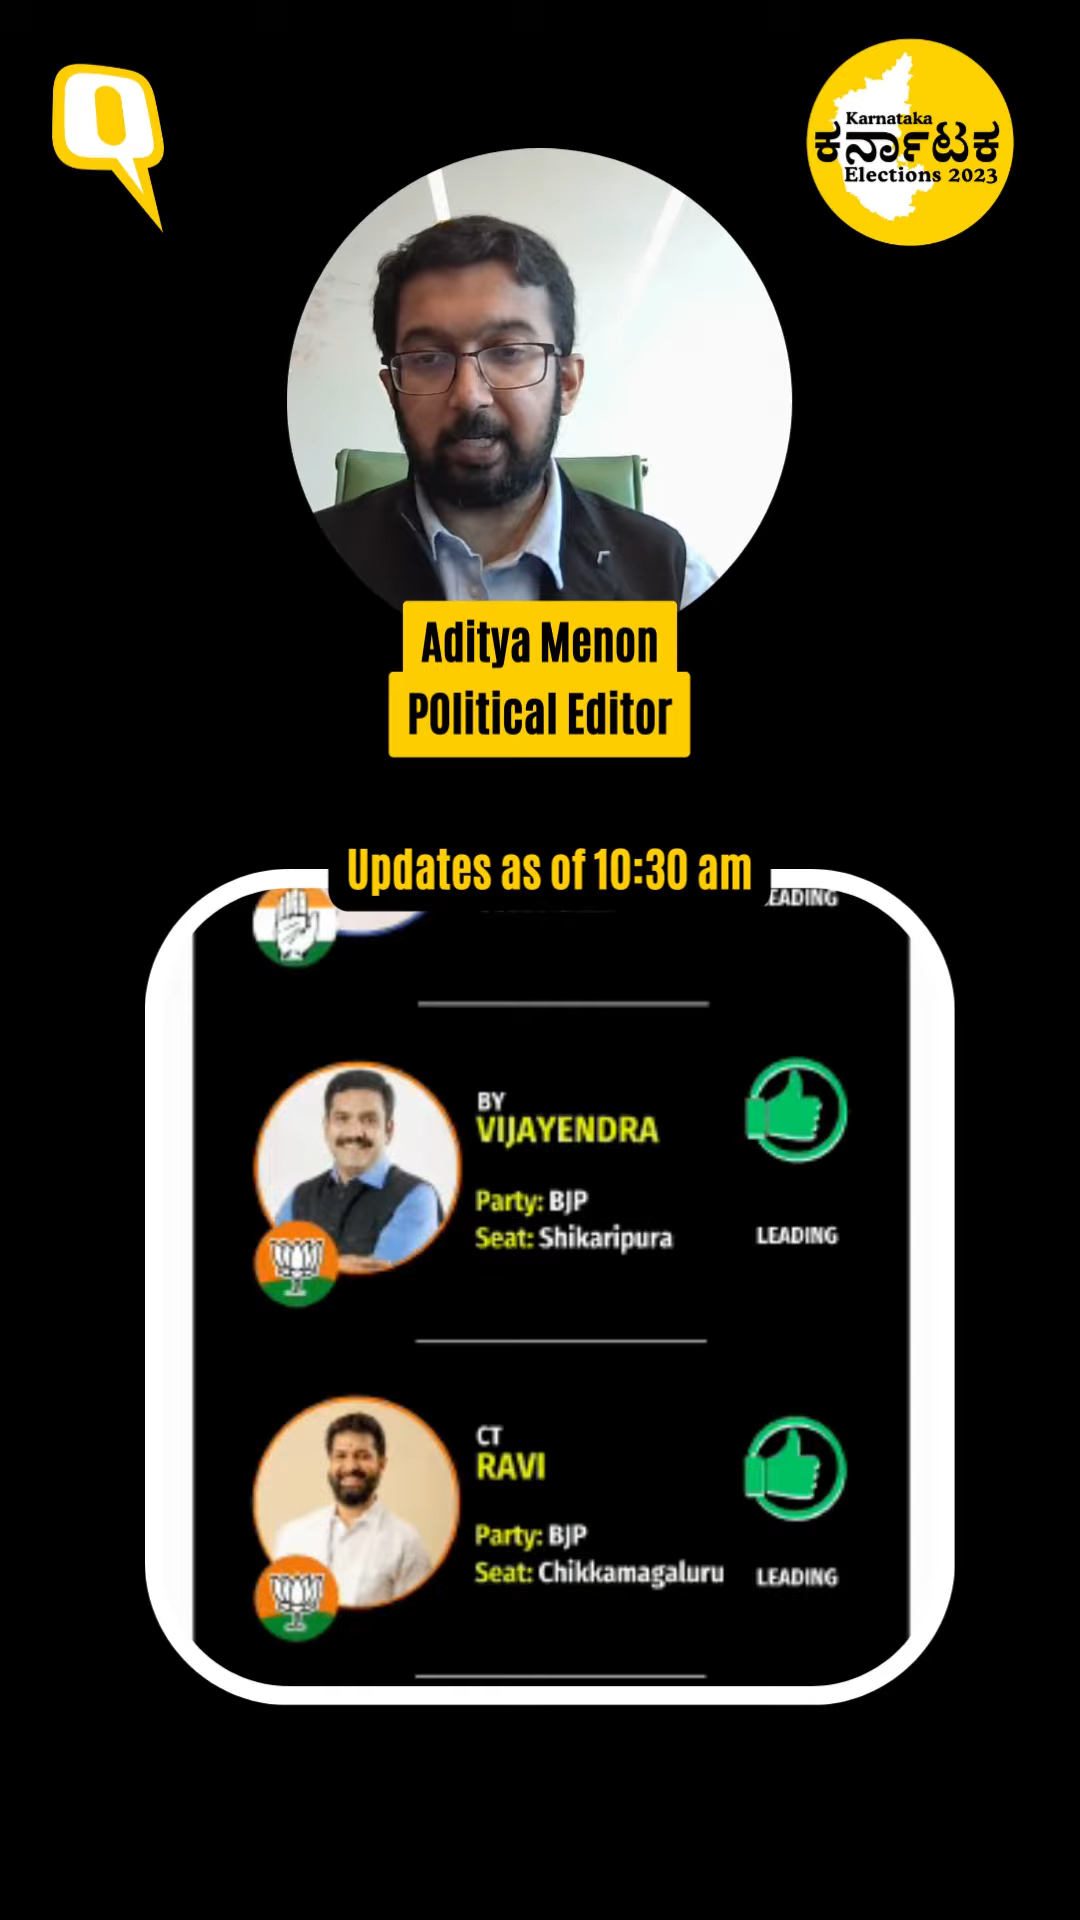 Q
Karnataka
ಕರ್ನಾಟಕ
Elections 2023
Aditya Menon
POlitical Editor
Updates as of 10:30 am
LEADING
BY
VIJAYENDRA
Party: BJP
Seat: Shikaripura
LEADING
CT
RAVI
Party: BJP
Seat: Chikkamagaluru
LEADING